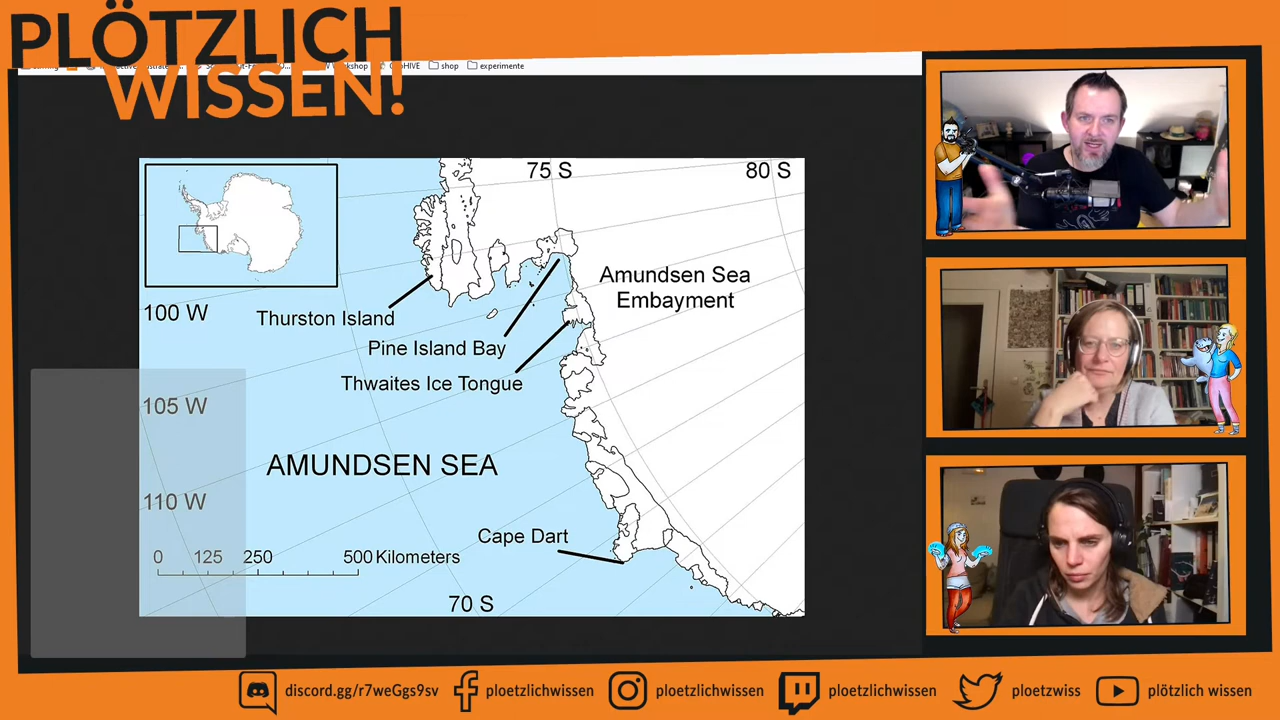 PLÖTZLICH
WISSEN!
shop
experimente
75 S
80 S
Amundsen Sea
Embayment
100 W
Thurston Island
Pine Island Bay
Thwaites Ice Tongue
105 W
AMUNDSEN SEA
110 W
Cape Dart
0 125 250 500 Kilometers
70 S
discord.gg/r7weGgs9sv
ploetzlichwissen
ploetzlichwissen
ploetzlichwissen
ploetzwiss
plötzlich wissen